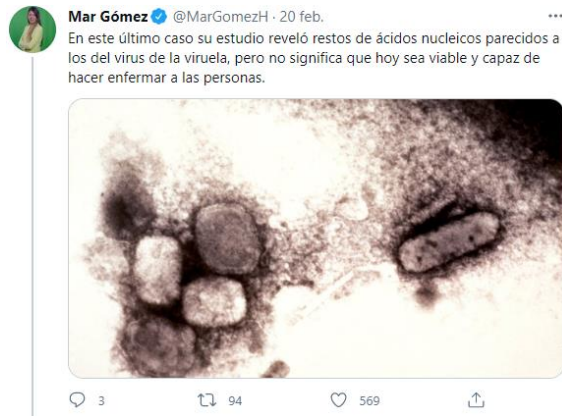 Mar Gómez @MarGomezH · 20 feb.
En este último caso su estudio reveló restos de ácidos nucleicos parecidos a
los del virus de la viruela, pero no significa que hoy sea viable y capaz de
hacer enfermar a las personas.
3 94 569